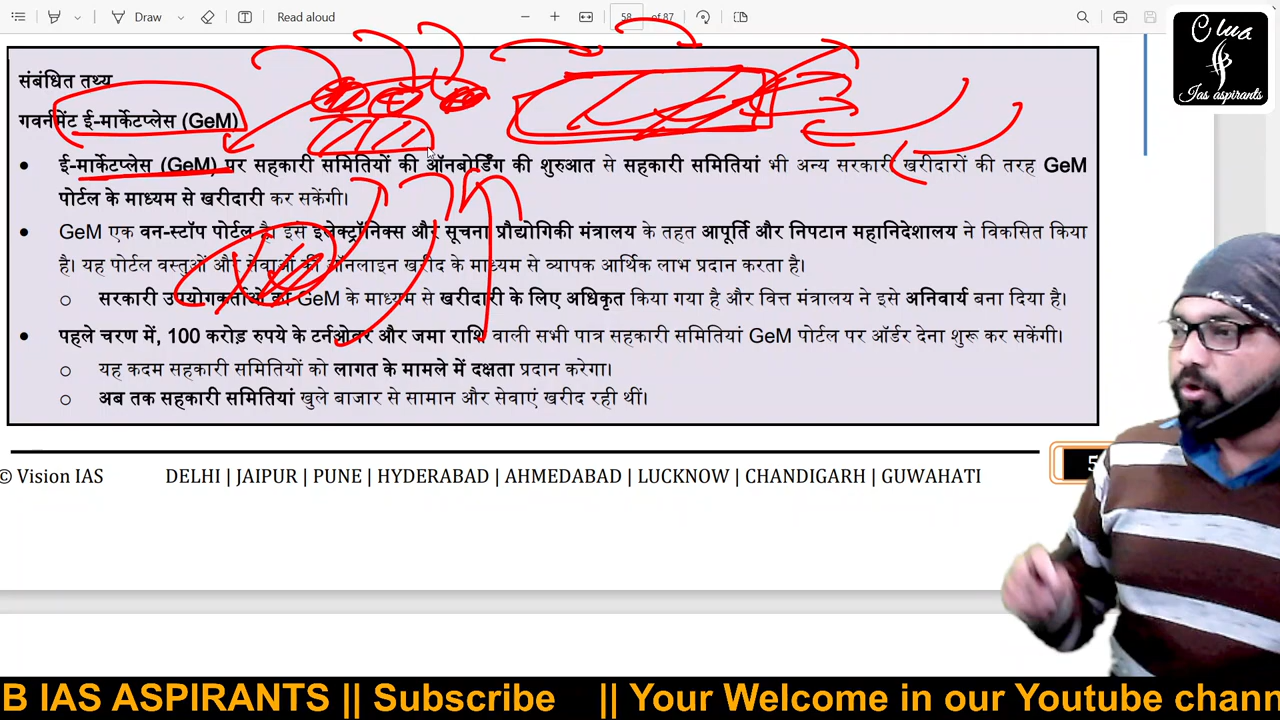 Draw
Read aloud
58 of 87
Clua
Ias aspirants
संबंधित तथ्य
गवर्नमेंट ई-मार्केटप्लेस (GeM)
• ई-मार्केटप्लेस (GeM) पर सहकारी समितियों की ऑनबोर्डिंग की शुरुआत से सहकारी समितियां भी अन्य सरकारी खरीदारों की तरह GeM
पोर्टल के माध्यम से खरीदारी कर सकेंगी।
• GeM एक वन-स्टॉप पोर्टल है। इसे इलेक्ट्रॉनिक्स और सूचना प्रौद्योगिकी मंत्रालय के तहत आपूर्ति और निपटान महानिदेशालय ने विकसित किया
है। यह पोर्टल वस्तुओं और सेवाओं की ऑनलाइन खरीद के माध्यम से व्यापक आर्थिक लाभ प्रदान करता है।
o सरकारी उपयोगकर्ताओं को GeM के माध्यम से खरीदारी के लिए अधिकृत किया गया है और वित्त मंत्रालय ने इसे अनिवार्य बना दिया है।
• पहले चरण में, 100 करोड़ रुपये के टर्नओवर और जमा राशि वाली सभी पात्र सहकारी समितियां GeM पोर्टल पर ऑर्डर देना शुरू कर सकेंगी।
o यह कदम सहकारी समितियों को लागत के मामले में दक्षता प्रदान करेगा।
o अब तक सहकारी समितियां खुले बाजार से सामान और सेवाएं खरीद रही थीं।
© Vision IAS DELHI | JAIPUR | PUNE | HYDERABAD | AHMEDABAD | LUCKNOW | CHANDIGARH | GUWAHATI
B IAS ASPIRANTS || Subscribe || Your Welcome in our Youtube chann